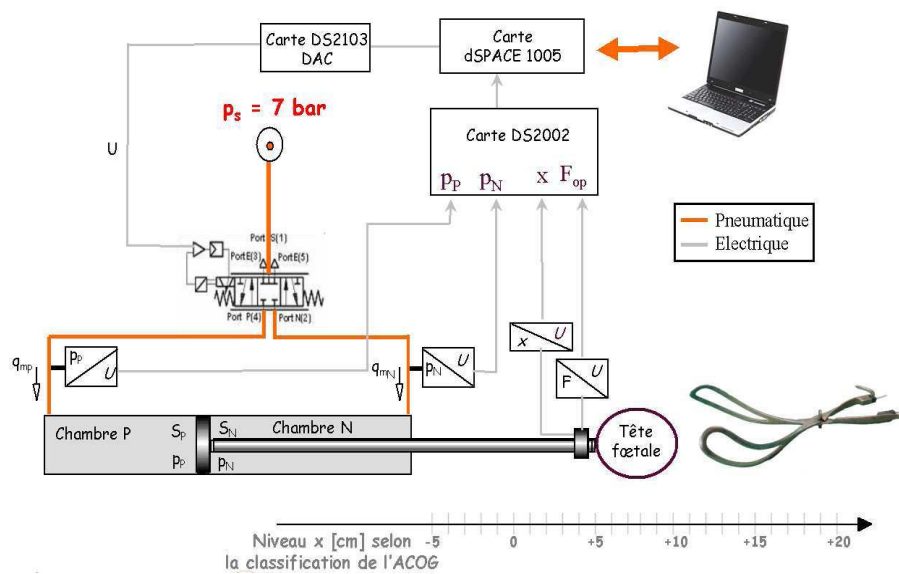 Carte DS2103
DAC
Carte
dSPACE 1005
p_s = 7 bar
U
Carte DS2002
p_P p_N x F_op
Pneumatique
Electrique
Port S(1)
PortE(3) PortE(5)
Port P(4) Port N(2)
q_mp
p_P U
q_mN
p_N U
x U
F U
Chambre P S_P S_N Chambre N
p_P p_N
Tête
fœtale
Niveau x [cm] selon -5 0 +5 +10 +15 +20
la classification de l'ACOG